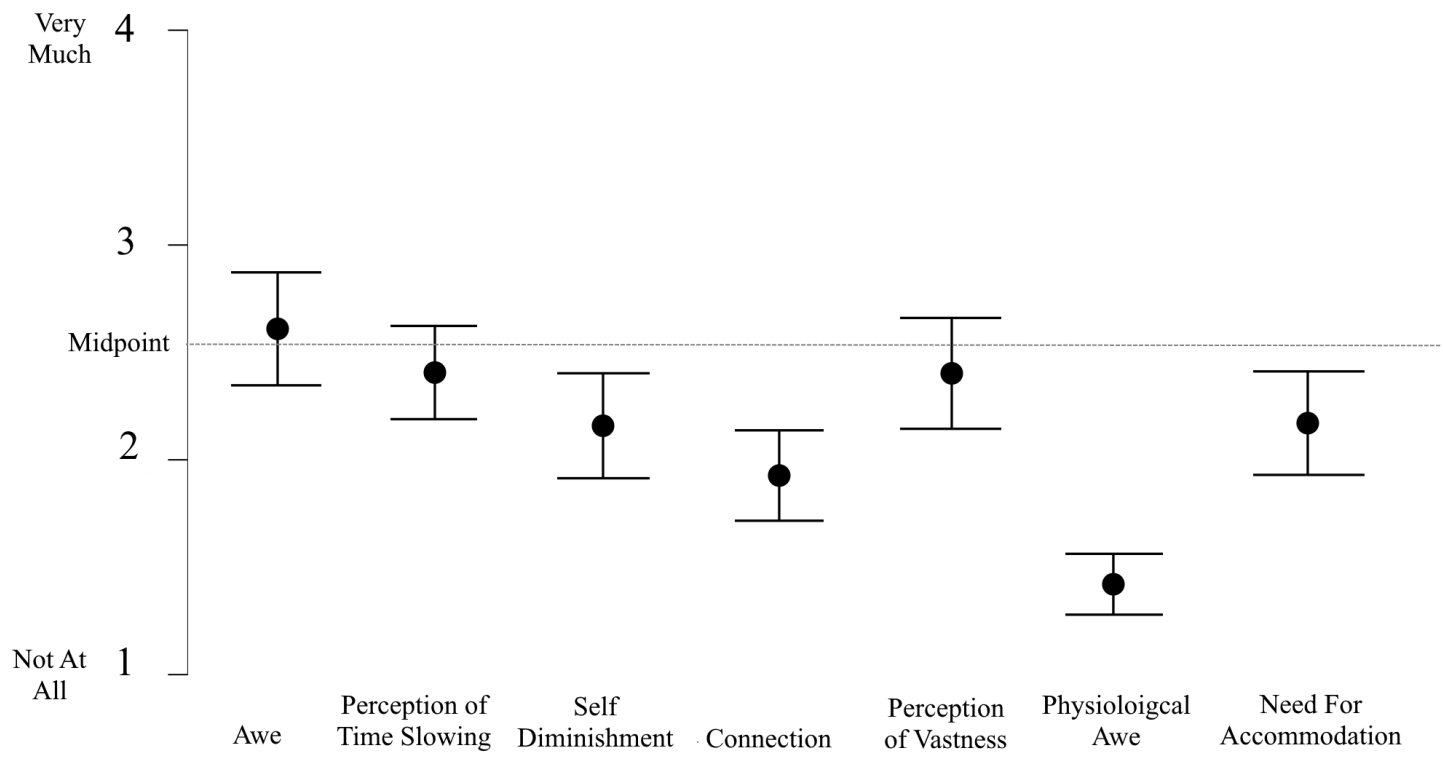 Very
Much
4
3
Midpoint
2
Not At
All
1
Awe
Perception of
Time Slowing
Self
Diminishment
Connection
Perception
of Vastness
Physioloigcal
Awe
Need For
Accommodation